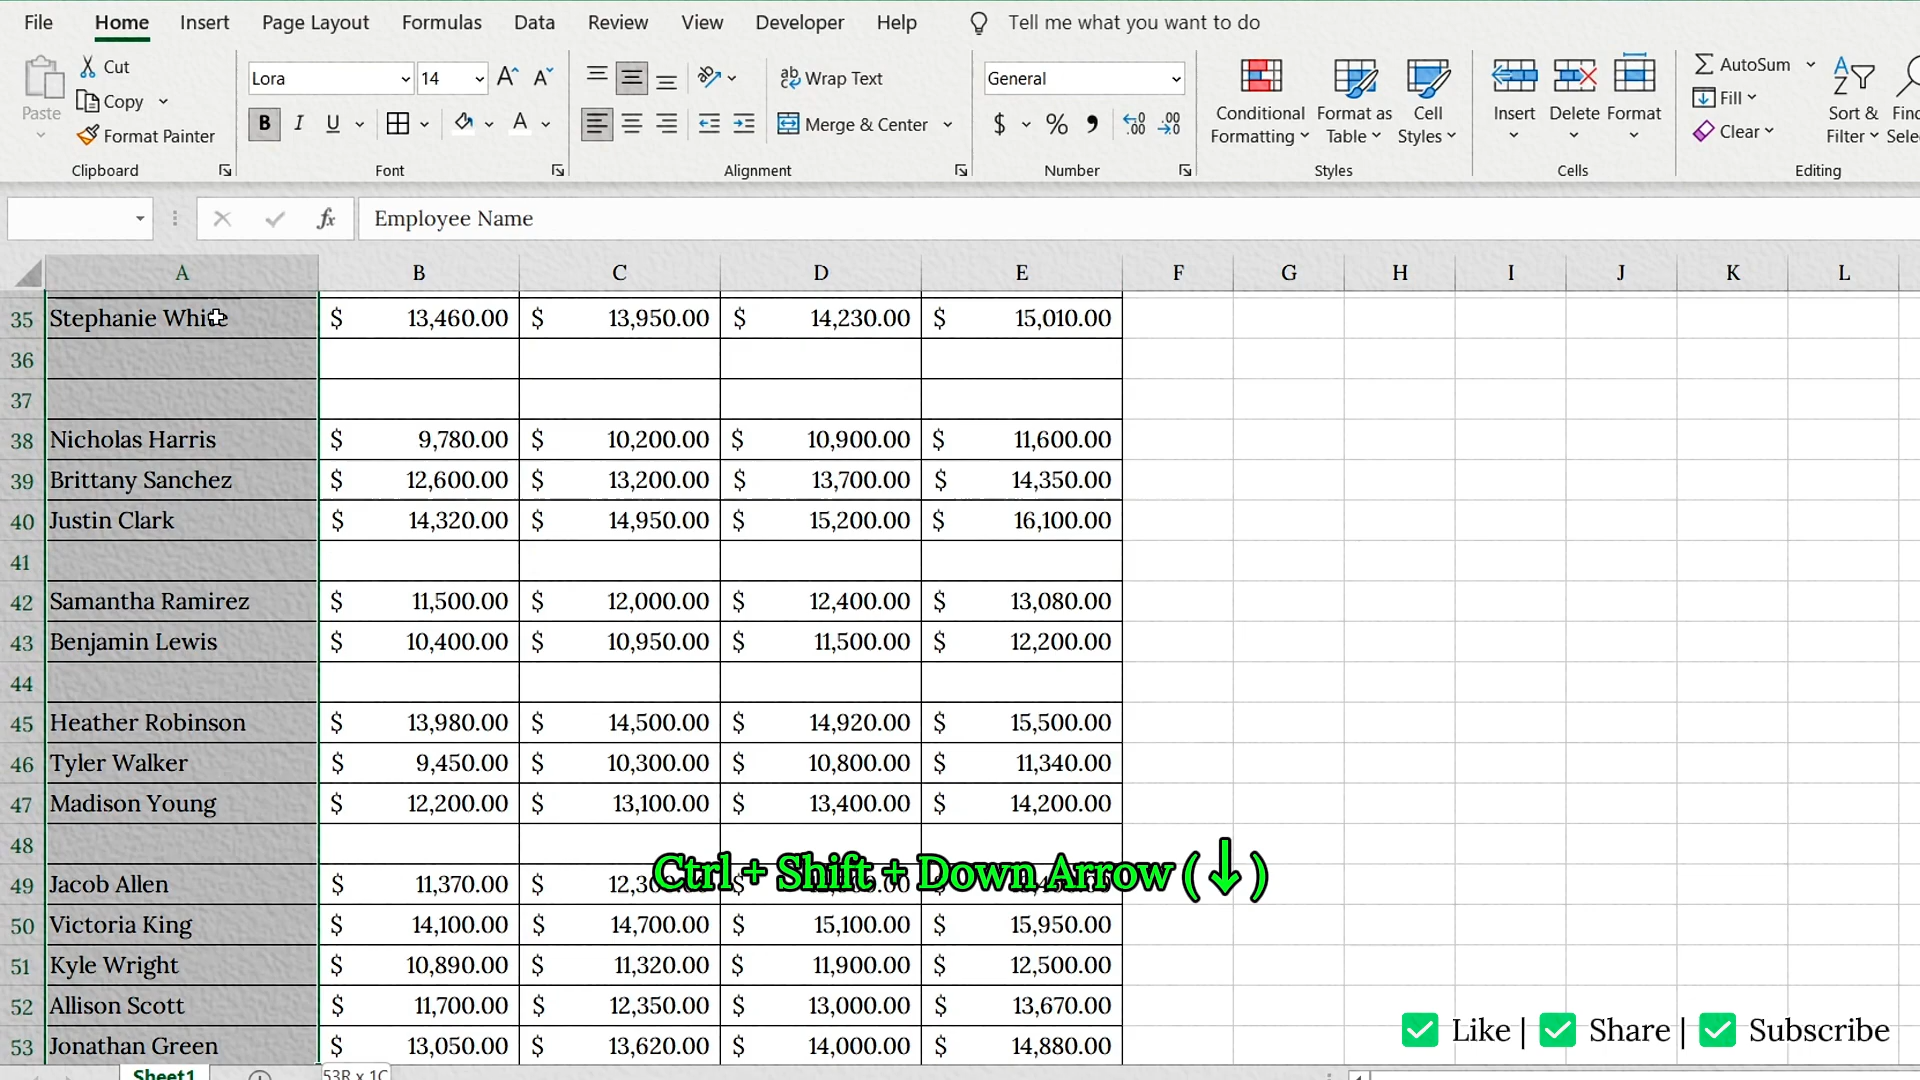 File Home Insert Page Layout Formulas Data Review View Developer Help Tell me what you want to do
Paste Cut Copy Format Painter Clipboard
Lora 14 A A B I U A Font
ab Wrap Text Merge & Center Alignment
General $ % 9 .00 .00 Number
Conditional Formatting Format as Table Cell Styles Styles
Insert Delete Format Cells
AutoSum Fill Clear Sort & Filter Editing
fx Employee Name
A B C D E F G H I J K L
35 Stephanie White $ 13,460.00 $ 13,950.00 $ 14,230.00 $ 15,010.00
36
37
38 Nicholas Harris $ 9,780.00 $ 10,200.00 $ 10,900.00 $ 11,600.00
39 Brittany Sanchez $ 12,600.00 $ 13,200.00 $ 13,700.00 $ 14,350.00
40 Justin Clark $ 14,320.00 $ 14,950.00 $ 15,200.00 $ 16,100.00
41
42 Samantha Ramirez $ 11,500.00 $ 12,000.00 $ 12,400.00 $ 13,080.00
43 Benjamin Lewis $ 10,400.00 $ 10,950.00 $ 11,500.00 $ 12,200.00
44
45 Heather Robinson $ 13,980.00 $ 14,500.00 $ 14,920.00 $ 15,500.00
46 Tyler Walker $ 9,450.00 $ 10,300.00 $ 10,800.00 $ 11,340.00
47 Madison Young $ 12,200.00 $ 13,100.00 $ 13,400.00 $ 14,200.00
48
Ctrl + Shift + Down Arrow (↓)
49 Jacob Allen $ 11,370.00 $
50 Victoria King $ 14,100.00 $ 14,700.00 $ 15,100.00 $ 15,950.00
51 Kyle Wright $ 10,890.00 $ 11,320.00 $ 11,900.00 $ 12,500.00
52 Allison Scott $ 11,700.00 $ 12,350.00 $ 13,000.00 $ 13,670.00
53 Jonathan Green $ 13,050.00 $ 13,620.00 $ 14,000.00 $ 14,880.00
Like | Share | Subscribe
Sheet1 53R x 1C